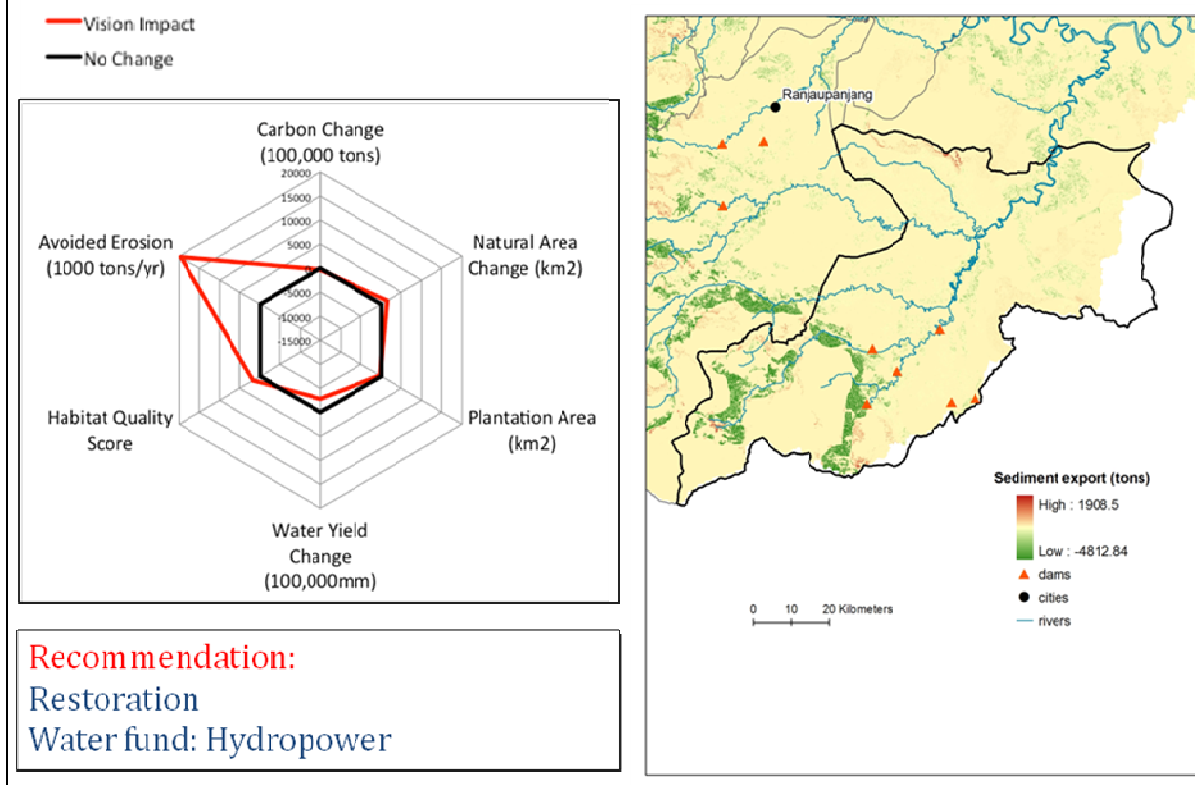 Vision Impact
No Change
Carbon Change
(100,000 tons)
20000
15000
10000
5000
0
-5000
-10000
-15000
Avoided Erosion
(1000 tons/yr)
Natural Area
Change (km2)
Habitat Quality
Score
Plantation Area
(km2)
Water Yield
Change
(100,000mm)
Recommendation:
Restoration
Water fund: Hydropower
Ranjaupanjang
Sediment export (tons)
High : 1908.5
Low : -4812.84
dams
cities
rivers
0 10 20 Kilometers